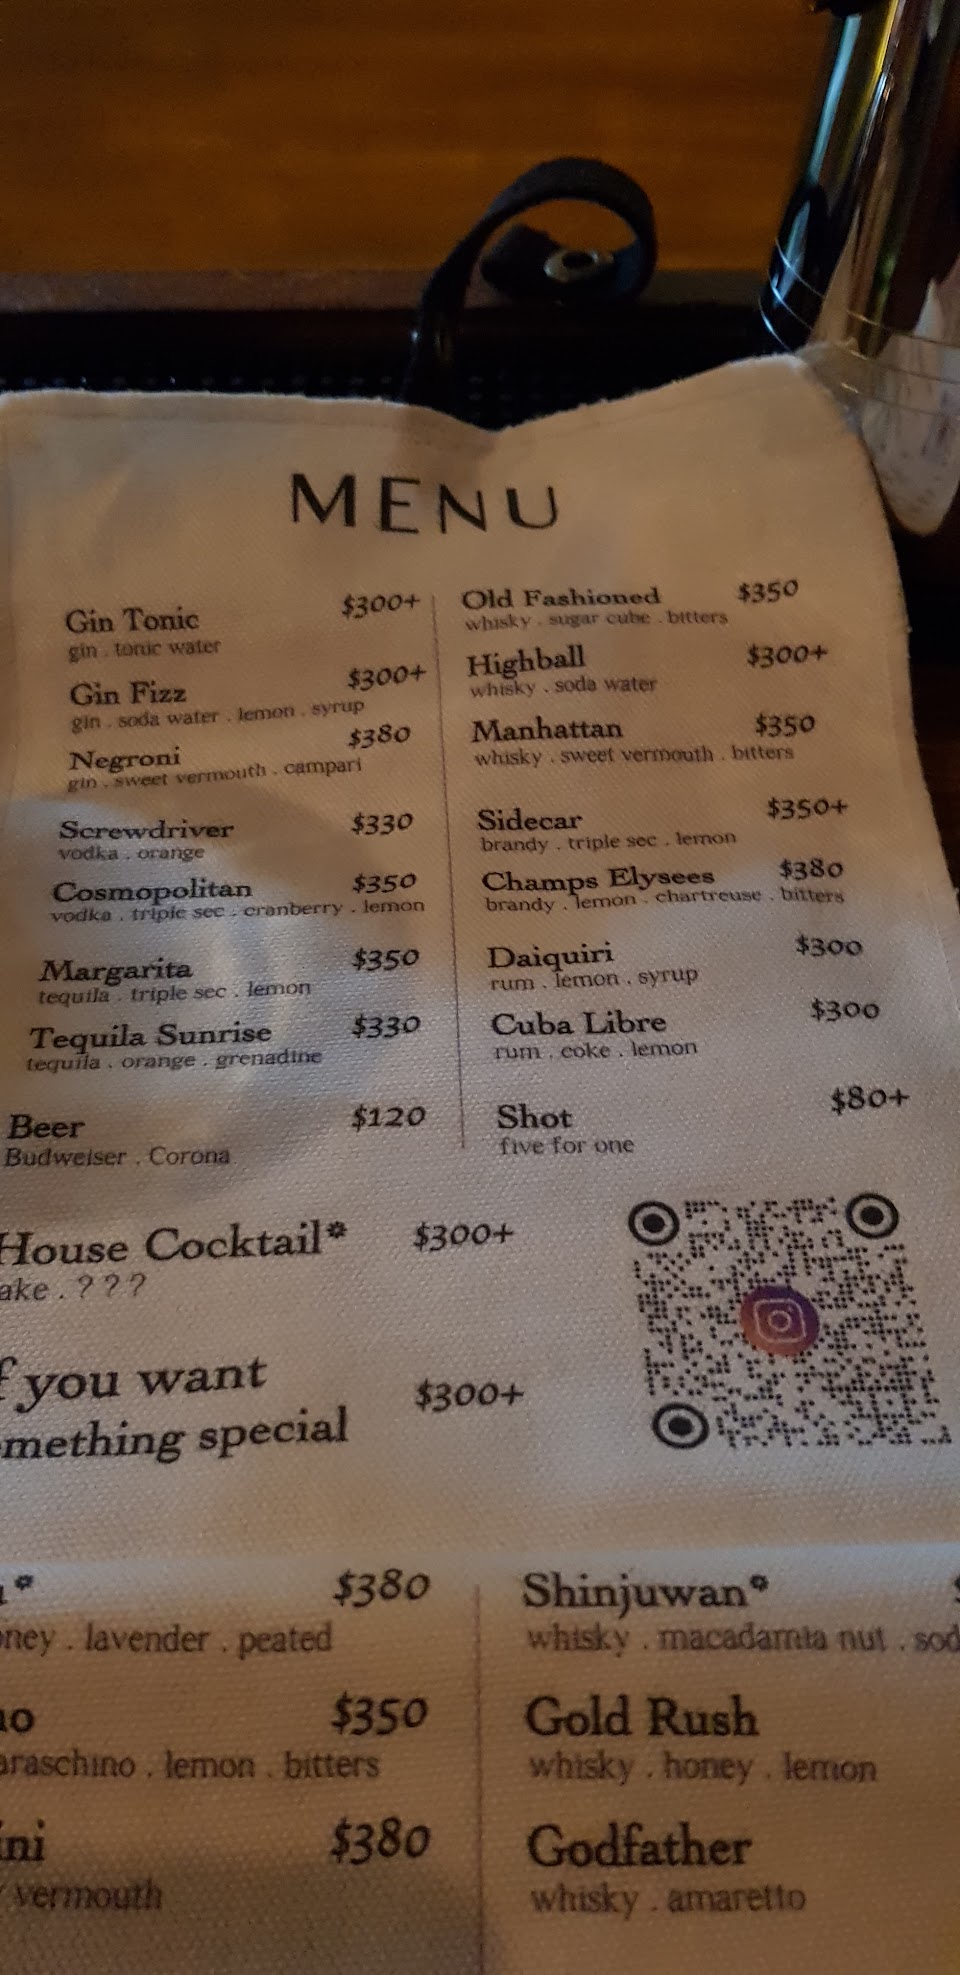 MENU
Gin Tonic $300+
gin . tonic water
Gin Fizz $300+
gin . soda water . lemon . syrup
Negroni $380
gin . sweet vermouth . campari
Screwdriver $330
vodka . orange
Cosmopolitan $350
vodka . triple sec . cranberry . lemon
Margarita $350
tequila . triple sec . lemon
Tequila Sunrise $330
tequila . orange . grenadine
Beer $120
Budweiser . Corona
Old Fashioned $350
whisky . sugar cube . bitters
Highball $300+
whisky . soda water
Manhattan $350
whisky . sweet vermouth . bitters
Sidecar $350+
brandy . triple sec . lemon
Champs Elysees $380
brandy . lemon . chartreuse . bitters
Daiquiri $300
rum . lemon . syrup
Cuba Libre $300
rum . coke . lemon
Shot $80+
five for one
House Cocktail* $300+
ake . ? ? ?
f you want
mething special $300+
$380
ney . lavender . peated
$350
araschino . lemon . bitters
ini $380
vermouth
Shinjuwan*
whisky . macadamia nut . sod
Gold Rush
whisky . honey . lemon
Godfather
whisky . amaretto